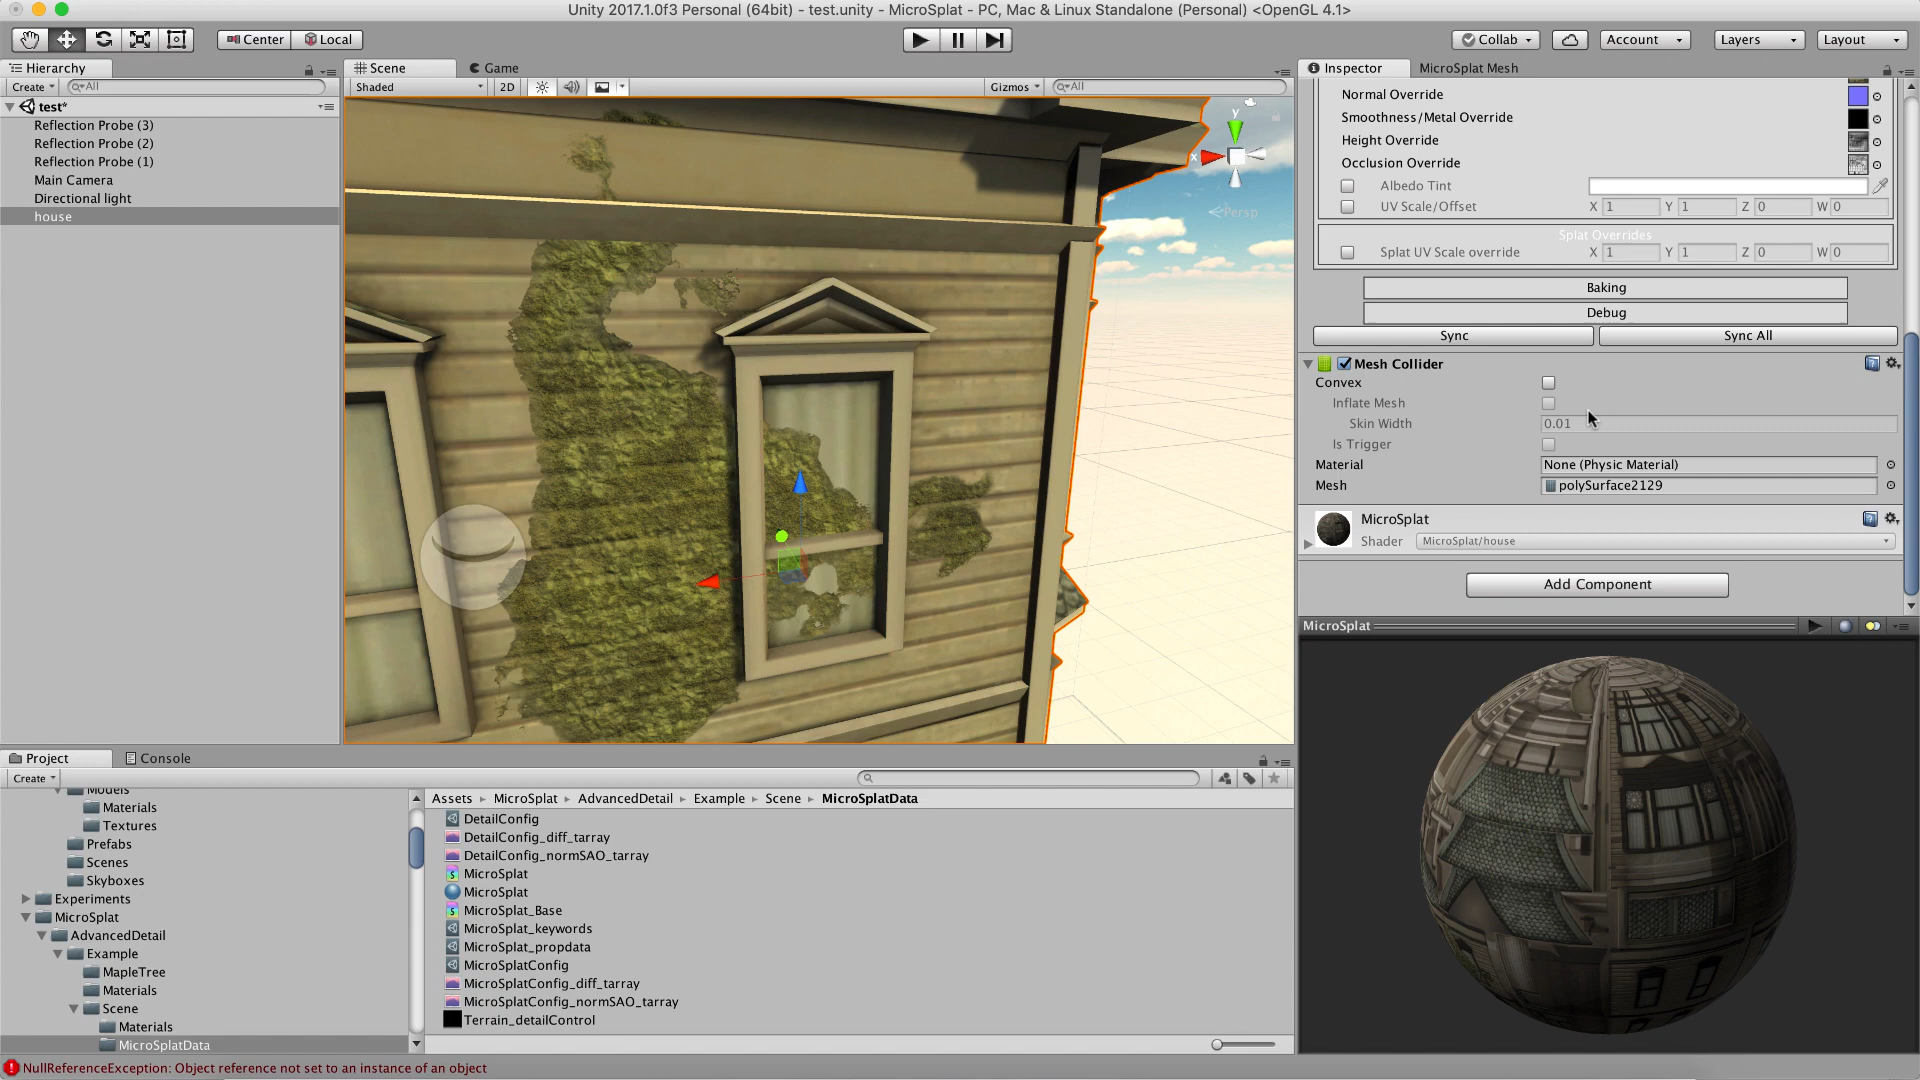 Unity 2017.1.0f3 Personal (64bit) - test.unity - MicroSplat - PC, Mac & Linux Standalone (Personal) <OpenGL 4.1>
Center Local Collab Account Layers Layout
Hierarchy
Create All
test*
Reflection Probe (3)
Reflection Probe (2)
Reflection Probe (1)
Main Camera
Directional light
house
Scene Game
Shaded 2D Gizmos All
y
x
Persp
Inspector MicroSplat Mesh
Normal Override
Smoothness/Metal Override
Height Override
Occlusion Override
Albedo Tint
UV Scale/Offset X 1 Y 1 Z 0 W 0
Splat Overrides
Splat UV Scale override X 1 Y 1 Z 0 W 0
Baking
Debug
Sync Sync All
Mesh Collider
Convex
Inflate Mesh
Skin Width 0.01
Is Trigger
Material None (Physic Material)
Mesh polySurface2129
MicroSplat
Shader MicroSplat/house
Add Component
MicroSplat
Project Console
Create
Models
Materials
Textures
Prefabs
Scenes
Skyboxes
Experiments
MicroSplat
AdvancedDetail
Example
MapleTree
Materials
Scene
Materials
MicroSplatData
Assets MicroSplat AdvancedDetail Example Scene MicroSplatData
DetailConfig
DetailConfig_diff_tarray
DetailConfig_normSAO_tarray
MicroSplat
MicroSplat
MicroSplat_Base
MicroSplat_keywords
MicroSplat_propdata
MicroSplatConfig
MicroSplatConfig_diff_tarray
MicroSplatConfig_normSAO_tarray
Terrain_detailControl
NullReferenceException: Object reference not set to an instance of an object